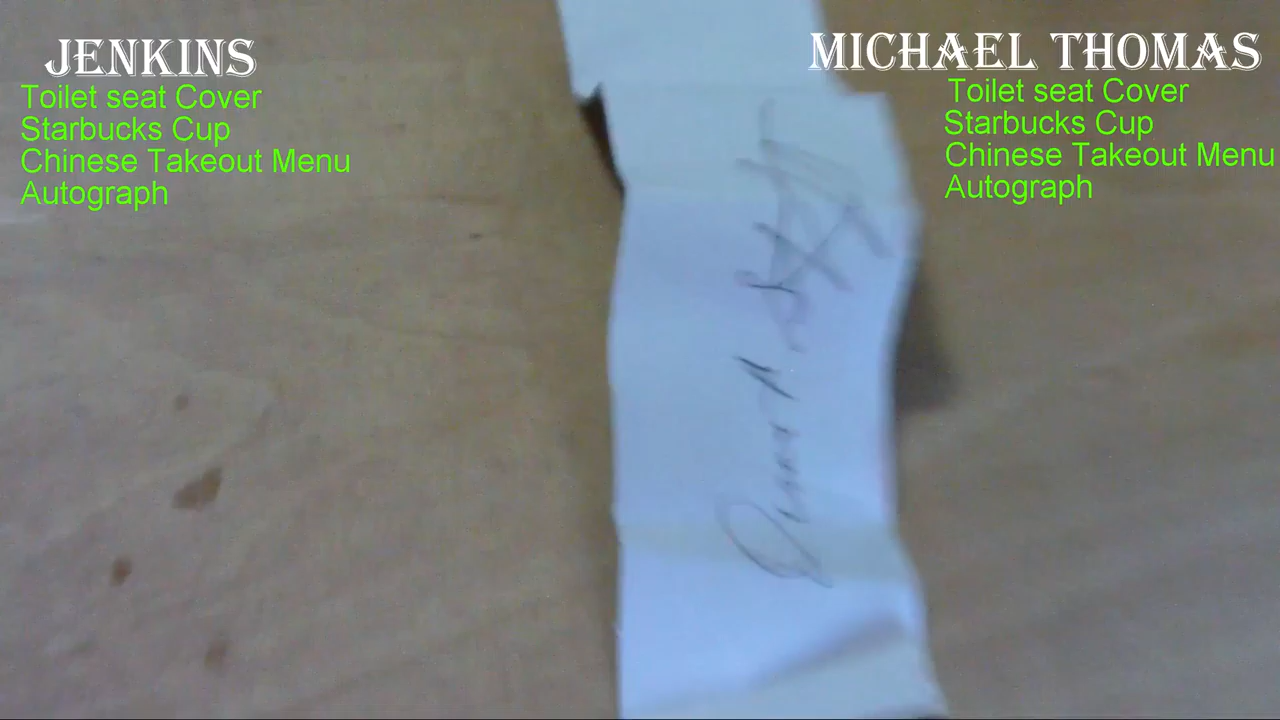 JENKINS
Toilet seat Cover
Starbucks Cup
Chinese Takeout Menu
Autograph
MICHAEL THOMAS
Toilet seat Cover
Starbucks Cup
Chinese Takeout Menu
Autograph